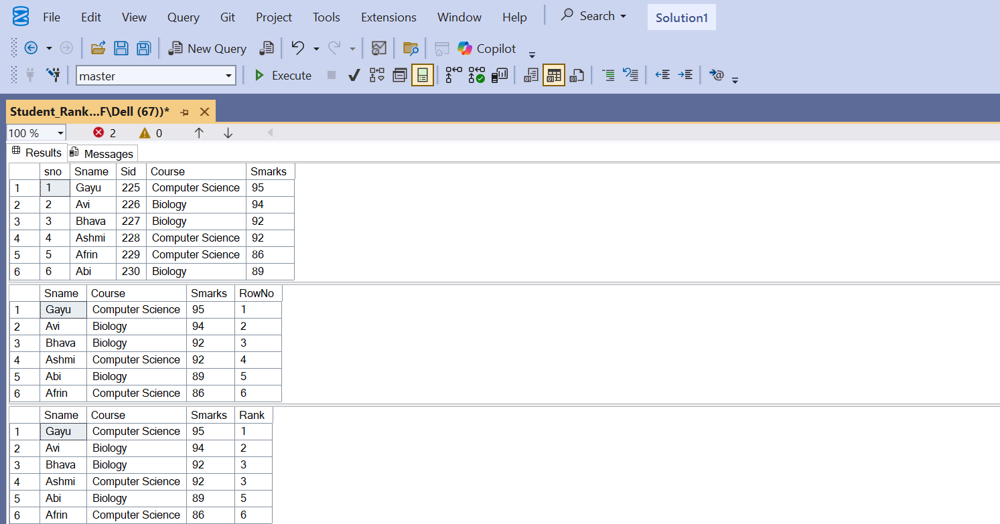 File Edit View Query Git Project Tools Extensions Window Help Search Solution1
New Query Copilot
master Execute
Student_Rank...F\Dell (67))*
100 % 2 0
Results Messages
sno Sname Sid Course Smarks
1 1 Gayu 225 Computer Science 95
2 2 Avi 226 Biology 94
3 3 Bhava 227 Biology 92
4 4 Ashmi 228 Computer Science 92
5 5 Afrin 229 Computer Science 86
6 6 Abi 230 Biology 89
Sname Course Smarks RowNo
1 Gayu Computer Science 95 1
2 Avi Biology 94 2
3 Bhava Biology 92 3
4 Ashmi Computer Science 92 4
5 Abi Biology 89 5
6 Afrin Computer Science 86 6
Sname Course Smarks Rank
1 Gayu Computer Science 95 1
2 Avi Biology 94 2
3 Bhava Biology 92 3
4 Ashmi Computer Science 92 3
5 Abi Biology 89 5
6 Afrin Computer Science 86 6